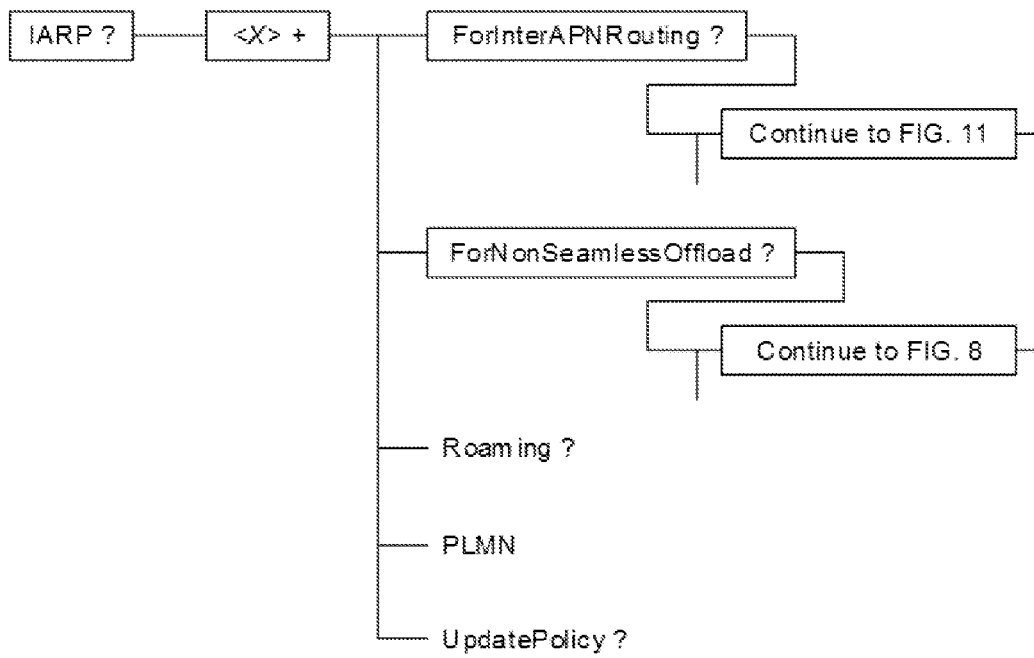 IARP ?
<X> +
ForInterAPNRouting ?
Continue to FIG. 11
ForNonSeamlessOffload ?
Continue to FIG. 8
Roaming ?
PLMN
UpdatePolicy ?